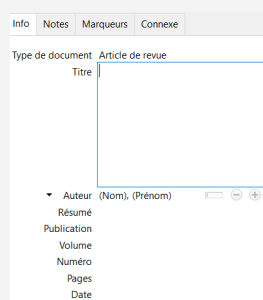 Info Notes Marqueurs Connexe
Type de document Article de revue
Titre
Auteur (Nom), (Prénom)
Résumé
Publication
Volume
Numéro
Pages
Date